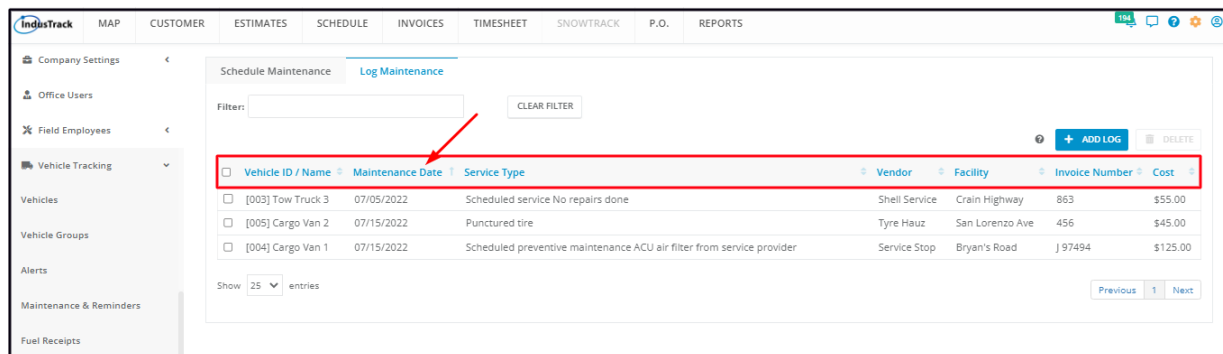 IndusTrack MAP CUSTOMER ESTIMATES SCHEDULE INVOICES TIMESHEET SNOWTRACK P.O. REPORTS 194
Company Settings
Office Users
Field Employees
Vehicle Tracking
Vehicles
Vehicle Groups
Alerts
Maintenance & Reminders
Fuel Receipts
Schedule Maintenance Log Maintenance
Filter: CLEAR FILTER
+ ADD LOG DELETE
Vehicle ID / Name Maintenance Date Service Type Vendor Facility Invoice Number Cost
[003] Tow Truck 3 07/05/2022 Scheduled service No repairs done Shell Service Crain Highway 863 $55.00
[005] Cargo Van 2 07/15/2022 Punctured tire Tyre Hauz San Lorenzo Ave 456 $45.00
[004] Cargo Van 1 07/15/2022 Scheduled preventive maintenance ACU air filter from service provider Service Stop Bryan's Road J 97494 $125.00
Show 25 entries
Previous 1 Next